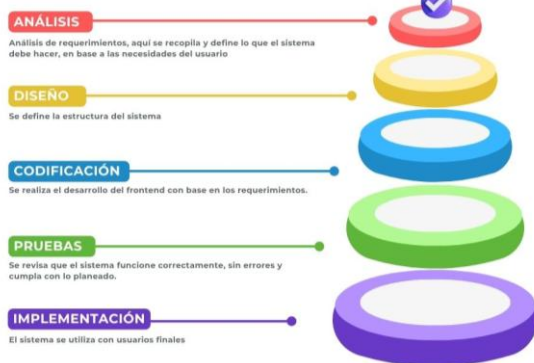 ANÁLISIS
Análisis de requerimientos, aquí se recopila y define lo que el sistema
debe hacer, en base a las necesidades del usuario
DISEÑO
Se define la estructura del sistema
CODIFICACIÓN
Se realiza el desarrollo del frontend con base en los requerimientos.
PRUEBAS
Se revisa que el sistema funcione correctamente, sin errores y
cumpla con lo planeado.
IMPLEMENTACIÓN
El sistema se utiliza con usuarios finales